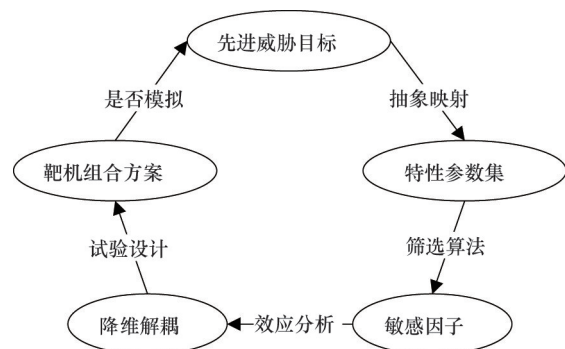 先进威胁目标
是否模拟
抽象映射
靶机组合方案
特性参数集
试验设计
筛选算法
降维解耦
效应分析
敏感因子